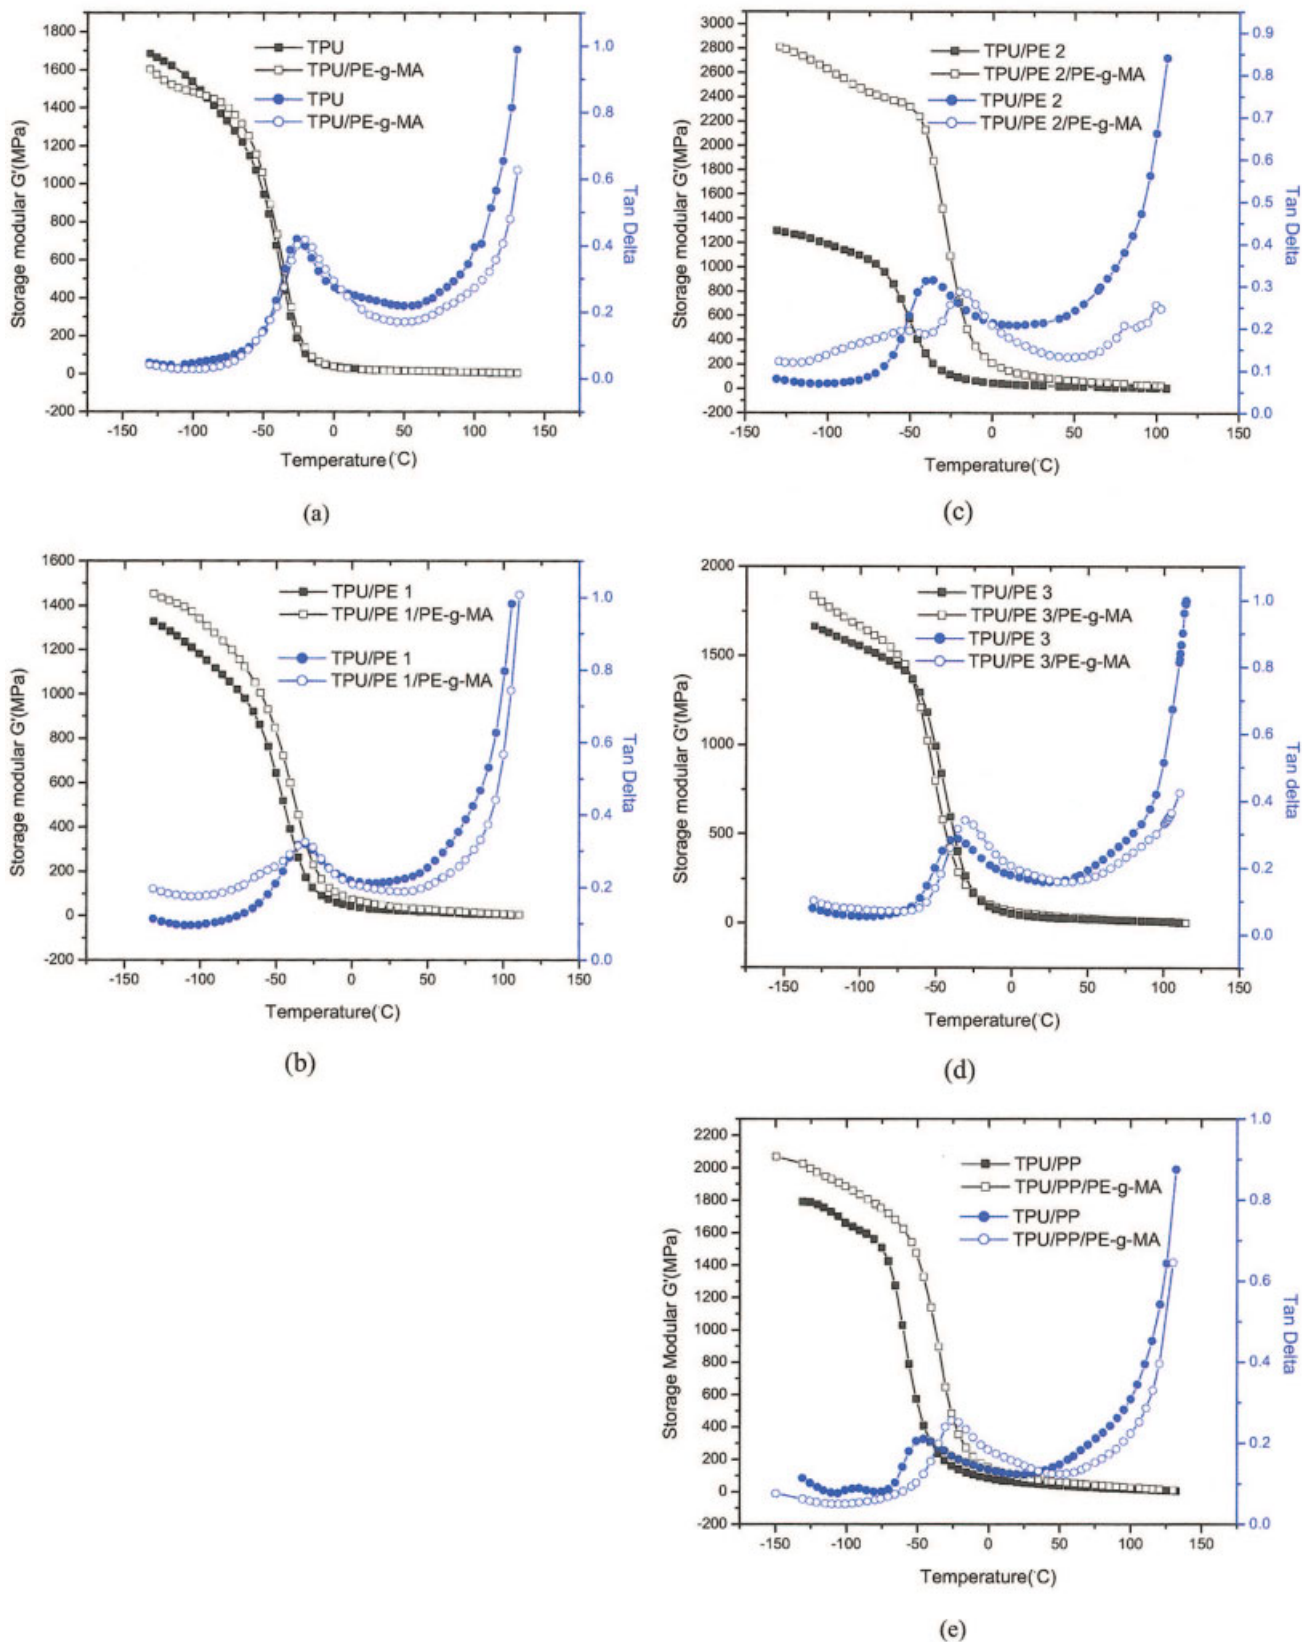 TPU
TPU/PE-g-MA
TPU
TPU/PE-g-MA
Storage modular G'(MPa)
1800
1600
1400
1200
1000
800
600
400
200
0
-200
1.0
0.8
0.6
0.4
0.2
0.0
Tan Delta
-150 -100 -50 0 50 100 150
Temperature(°C)
(a)
TPU/PE 2
TPU/PE 2/PE-g-MA
TPU/PE 2
TPU/PE 2/PE-g-MA
Storage modular G'(MPa)
3000
2800
2600
2400
2200
2000
1800
1600
1400
1200
1000
800
600
400
200
0
-200
0.9
0.8
0.7
0.6
0.5
0.4
0.3
0.2
0.1
0.0
Tan Delta
-150 -100 -50 0 50 100 150
Temperature(°C)
(c)
TPU/PE 1
TPU/PE 1/PE-g-MA
TPU/PE 1
TPU/PE 1/PE-g-MA
Storage modular G'(MPa)
1600
1400
1200
1000
800
600
400
200
0
-200
1.0
0.8
0.6
0.4
0.2
0.0
Tan Delta
-150 -100 -50 0 50 100 150
Temperature(°C)
(b)
TPU/PE 3
TPU/PE 3/PE-g-MA
TPU/PE 3
TPU/PE 3/PE-g-MA
Storage modular G'(MPa)
2000
1500
1000
500
0
1.0
0.8
0.6
0.4
0.2
0.0
Tan delta
-150 -100 -50 0 50 100 150
Temperature(°C)
(d)
TPU/PP
TPU/PP/PE-g-MA
TPU/PP
TPU/PP/PE-g-MA
Storage Modular G'(MPa)
2200
2000
1800
1600
1400
1200
1000
800
600
400
200
0
-200
1.0
0.8
0.6
0.4
0.2
0.0
Tan Delta
-150 -100 -50 0 50 100 150
Temperature(°C)
(e)